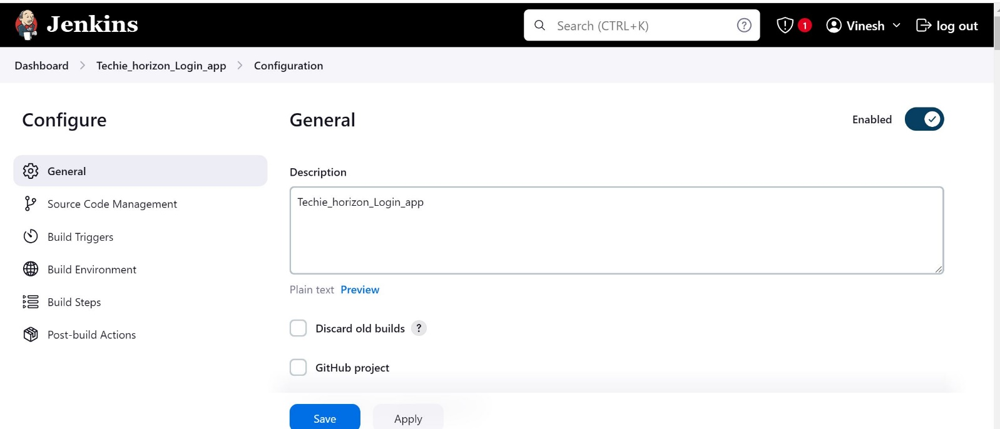 Jenkins
Search (CTRL+K)
?
1
Vinesh
log out
Dashboard > Techie_horizon_Login_app > Configuration
Configure
General
Source Code Management
Build Triggers
Build Environment
Build Steps
Post-build Actions
General
Enabled
Description
Techie_horizon_Login_app
Plain text Preview
Discard old builds ?
GitHub project
Save Apply